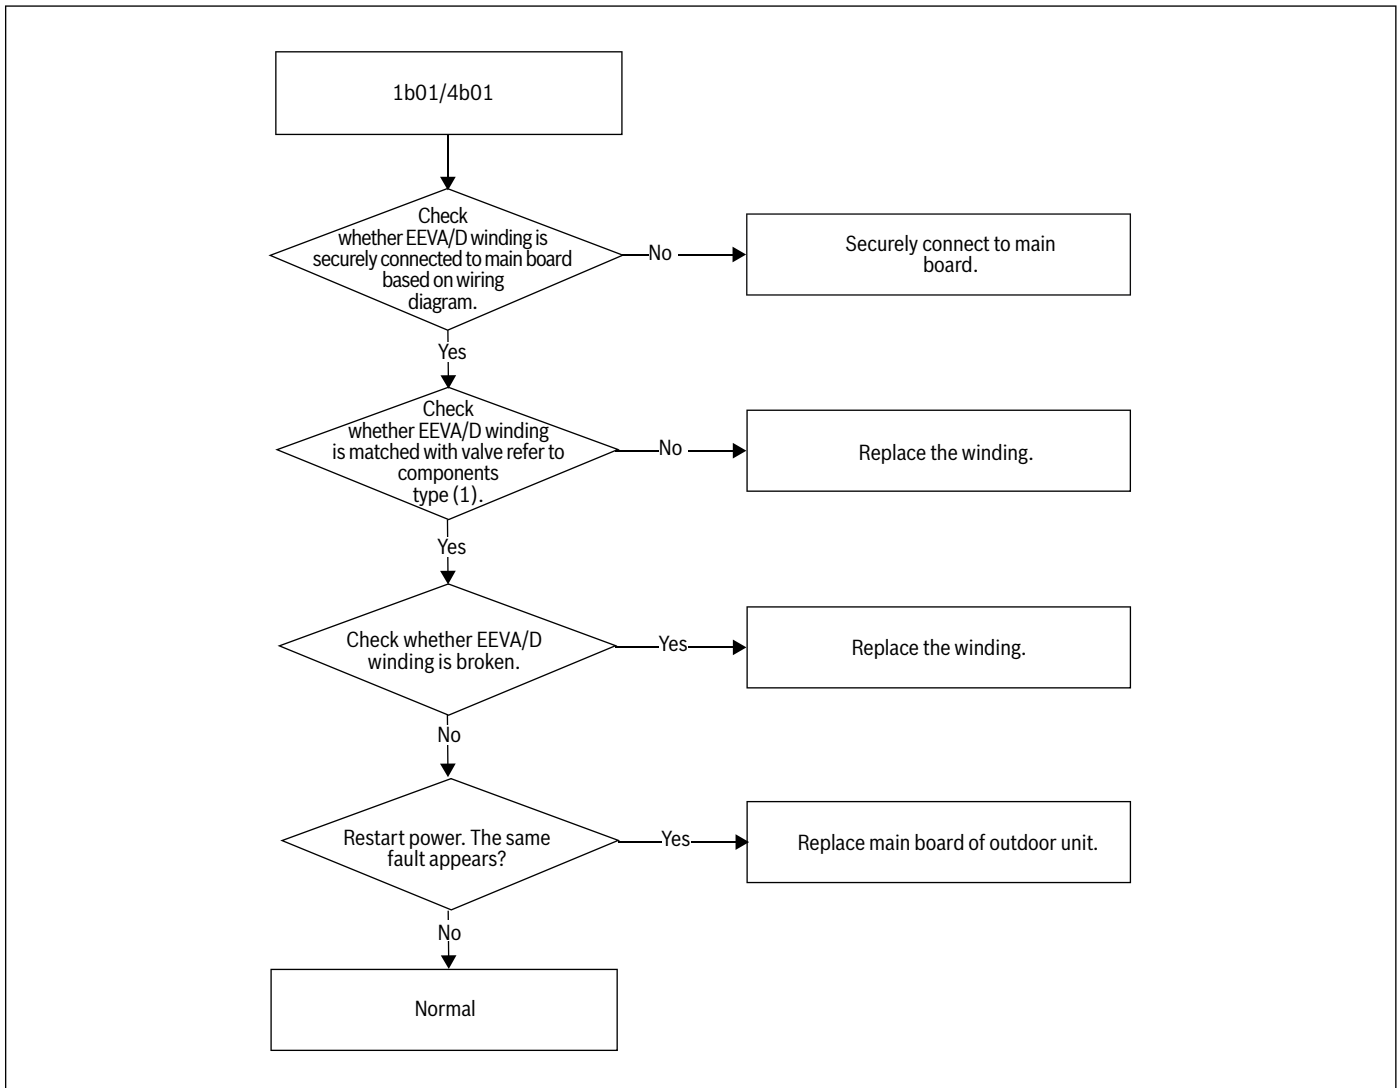 1b01/4b01
Check
whether EEVA/D winding is
securely connected to main board
based on wiring
diagram.
No
Securely connect to main
board.
Yes
Check
whether EEVA/D winding
is matched with valve refer to
components
type (1).
No
Replace the winding.
Yes
Check whether EEVA/D
winding is broken.
Yes
Replace the winding.
No
Restart power. The same
fault appears?
Yes
Replace main board of outdoor unit.
No
Normal